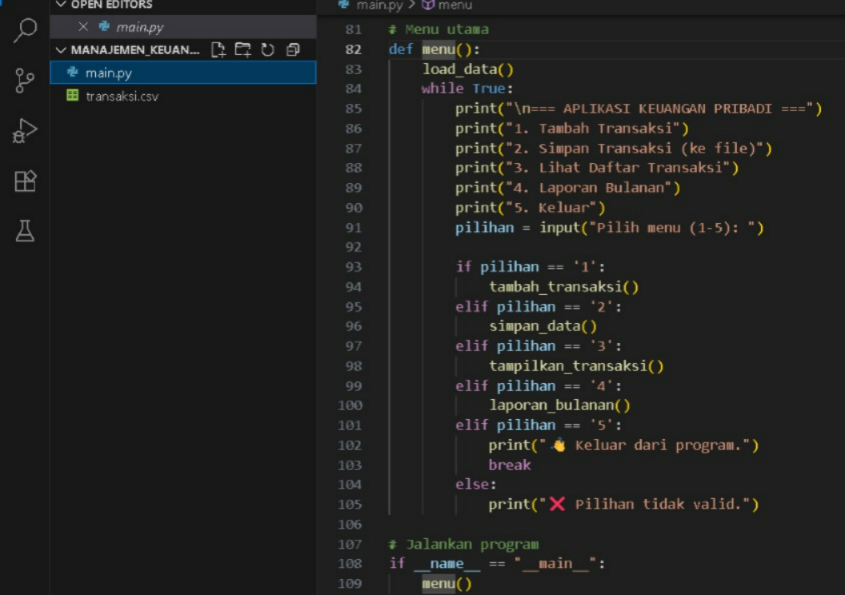 OPEN EDITORS
main.py
MANAJEMEN_KEUAN...
main.py
transaksi.csv
main.py > menu
81 # Menu utama
82 def menu():
83     load_data()
84     while True:
85         print("\n=== APLIKASI KEUANGAN PRIBADI ===")
86         print("1. Tambah Transaksi")
87         print("2. Simpan Transaksi (ke file)")
88         print("3. Lihat Daftar Transaksi")
89         print("4. Laporan Bulanan")
90         print("5. Keluar")
91         pilihan = input("Pilih menu (1-5): ")
92
93         if pilihan == '1':
94             tambah_transaksi()
95         elif pilihan == '2':
96             simpan_data()
97         elif pilihan == '3':
98             tampilkan_transaksi()
99         elif pilihan == '4':
100             laporan_bulanan()
101         elif pilihan == '5':
102             print("👋 Keluar dari program.")
103             break
104         else:
105             print("❌ Pilihan tidak valid.")
106
107 # Jalankan program
108 if __name__ == "__main__":
109     menu()